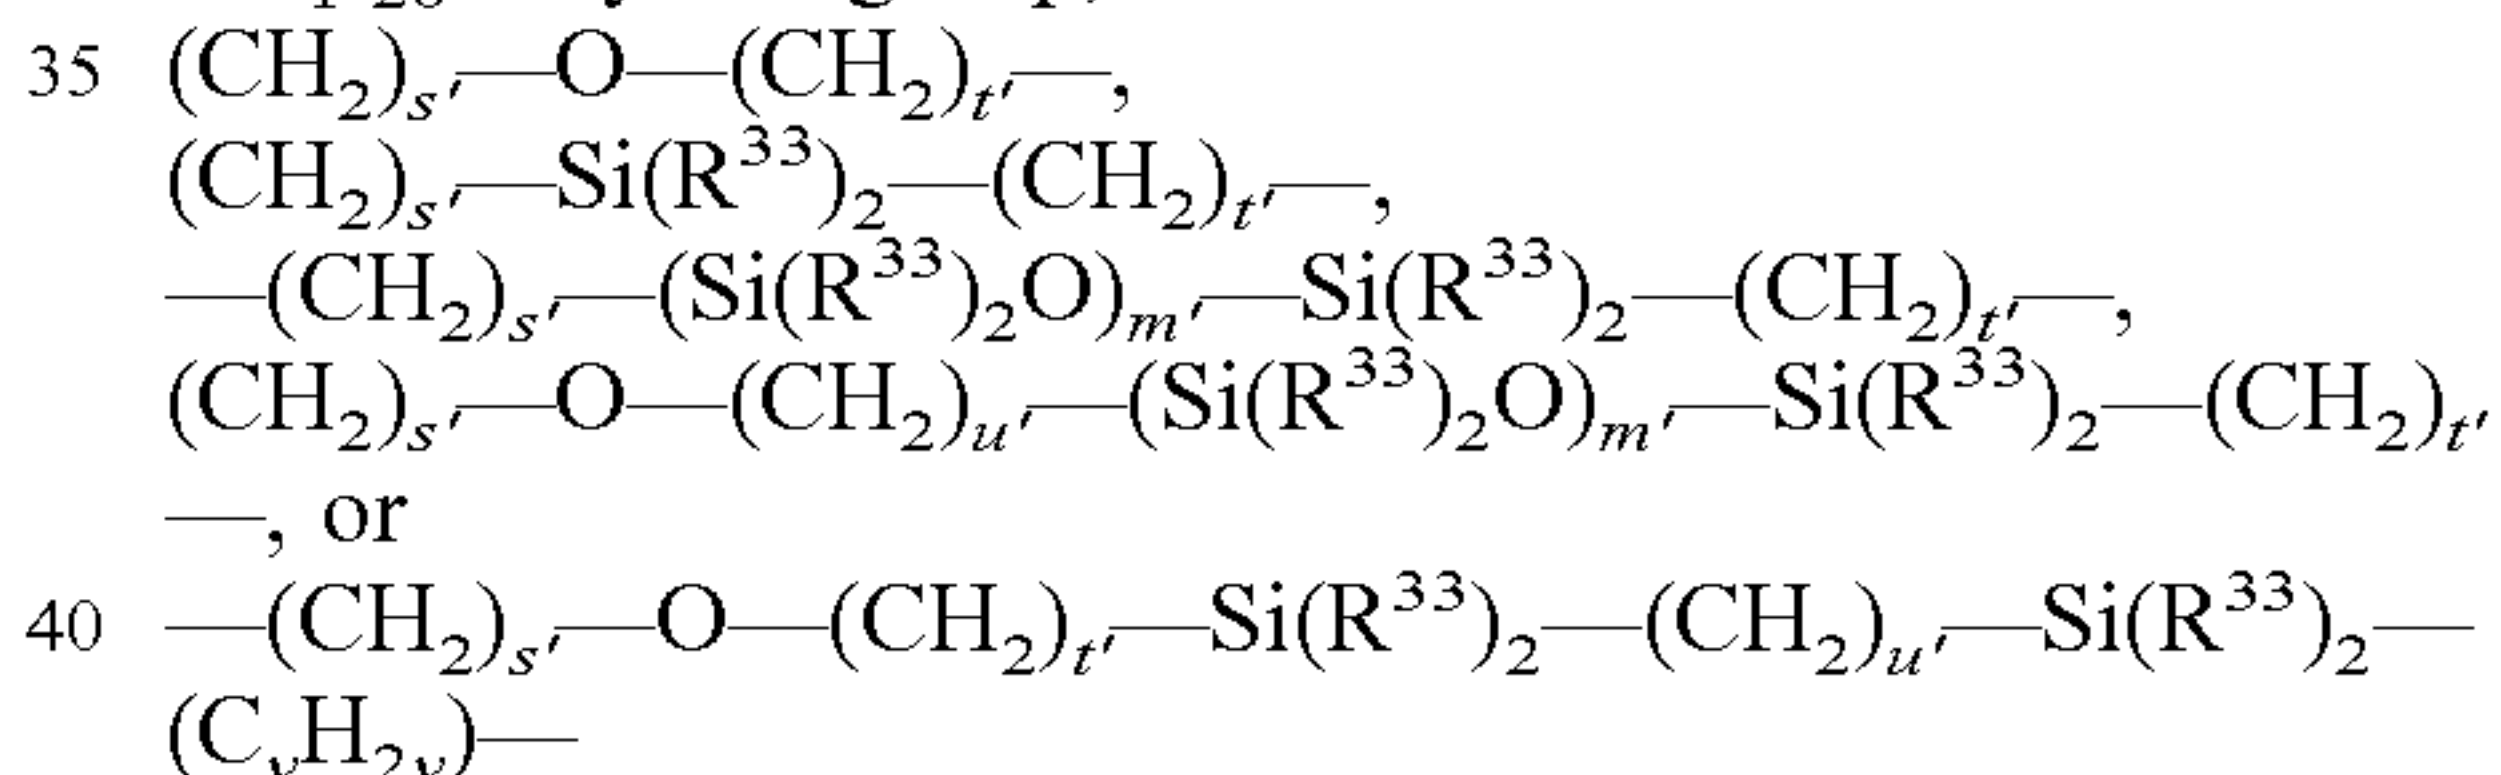 35 (CH₂)ₛ′—O—(CH₂)ₜ′—,
(CH₂)ₛ′—Si(R³³)₂—(CH₂)ₜ′—,
—(CH₂)ₛ′—(Si(R³³)₂O)ₘ′—Si(R³³)₂—(CH₂)ₜ′—,
(CH₂)ₛ′—O—(CH₂)ᵤ′—(Si(R³³)₂O)ₘ′—Si(R³³)₂—(CH₂)ₜ′
—, or
40 —(CH₂)ₛ′—O—(CH₂)ₜ′—Si(R³³)₂—(CH₂)ᵤ′—Si(R³³)₂—
(CᵥH₂ᵥ)—